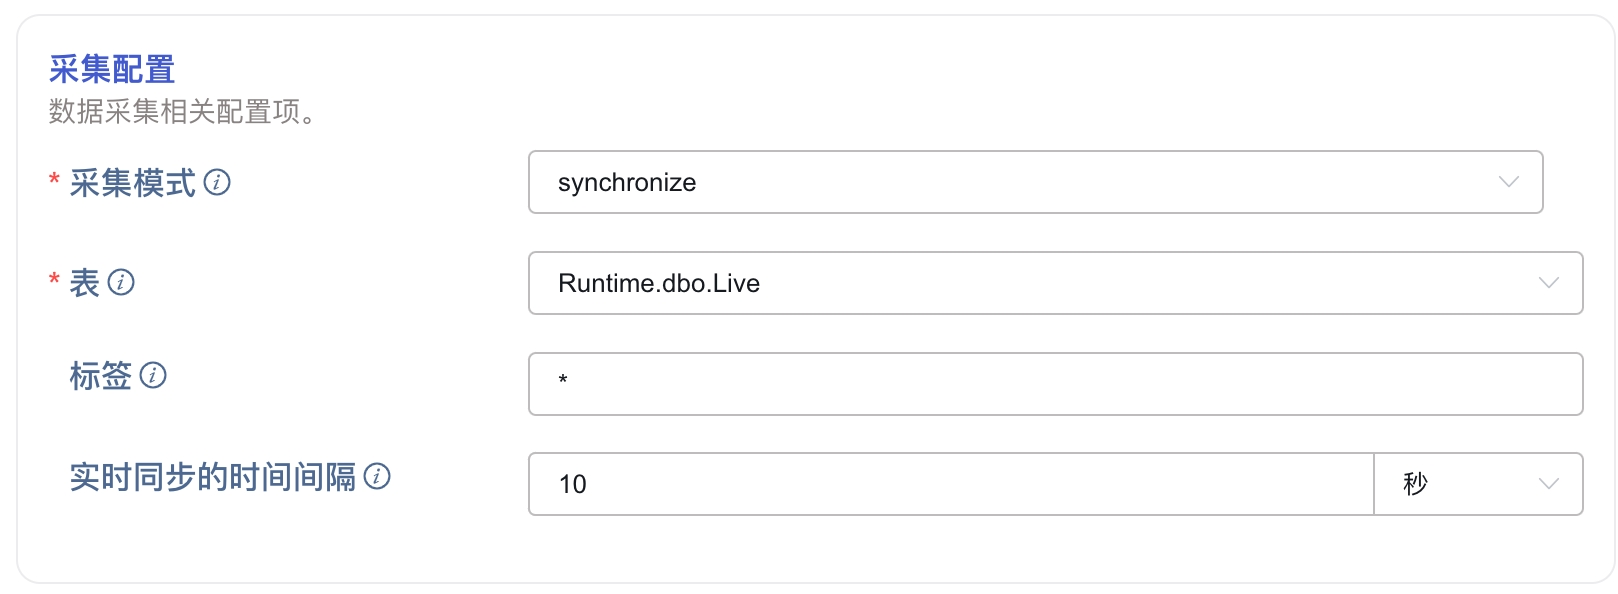 采集配置
数据采集相关配置项。
* 采集模式 i synchronize
* 表 i Runtime.dbo.Live
标签 i *
实时同步的时间间隔 i 10 秒